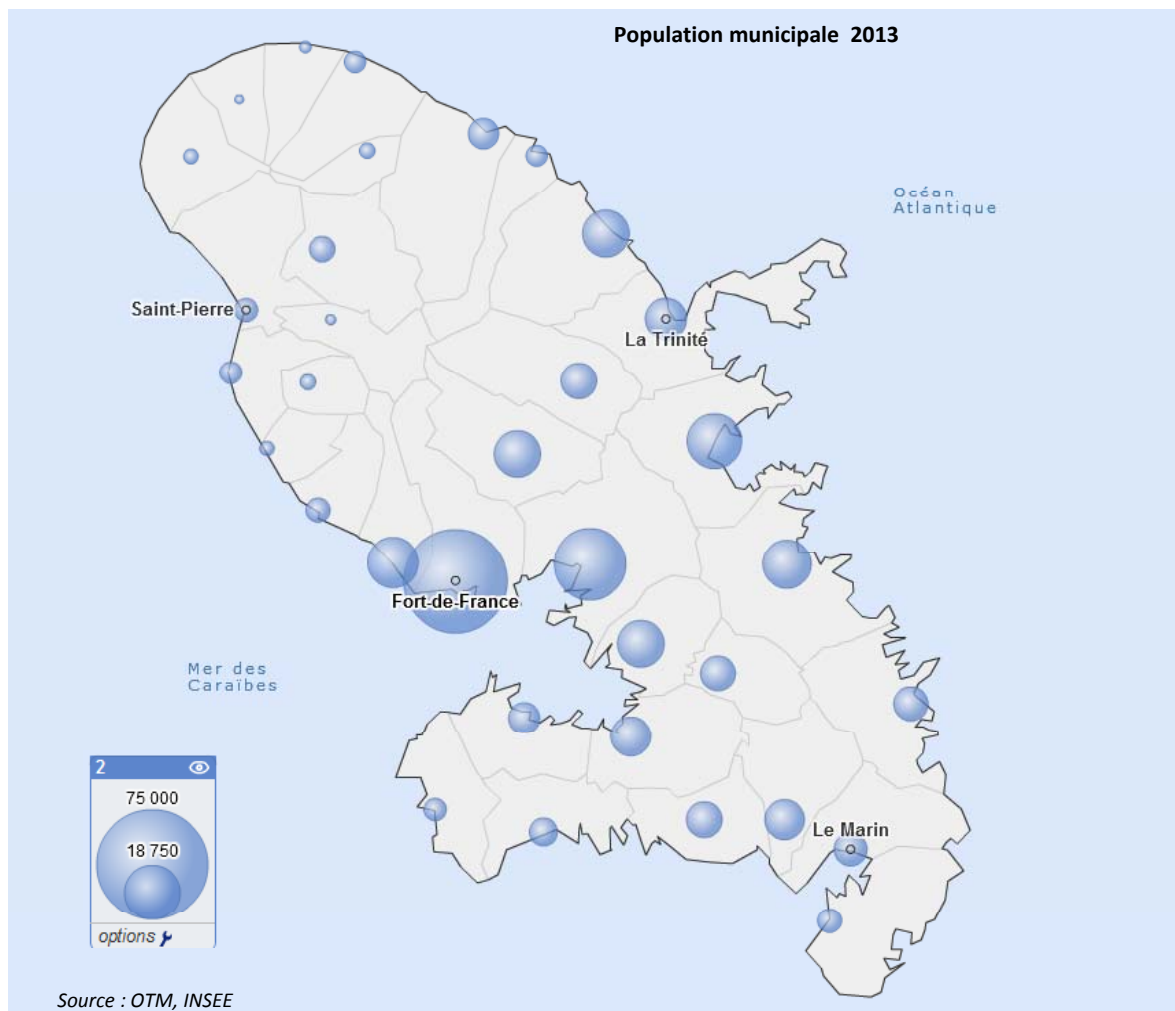 Population municipale 2013
Océan
Atlantique
Saint-Pierre
La Trinité
Fort-de-France
Mer des
Caraïbes
Le Marin
2
75 000
18 750
options
Source : OTM, INSEE